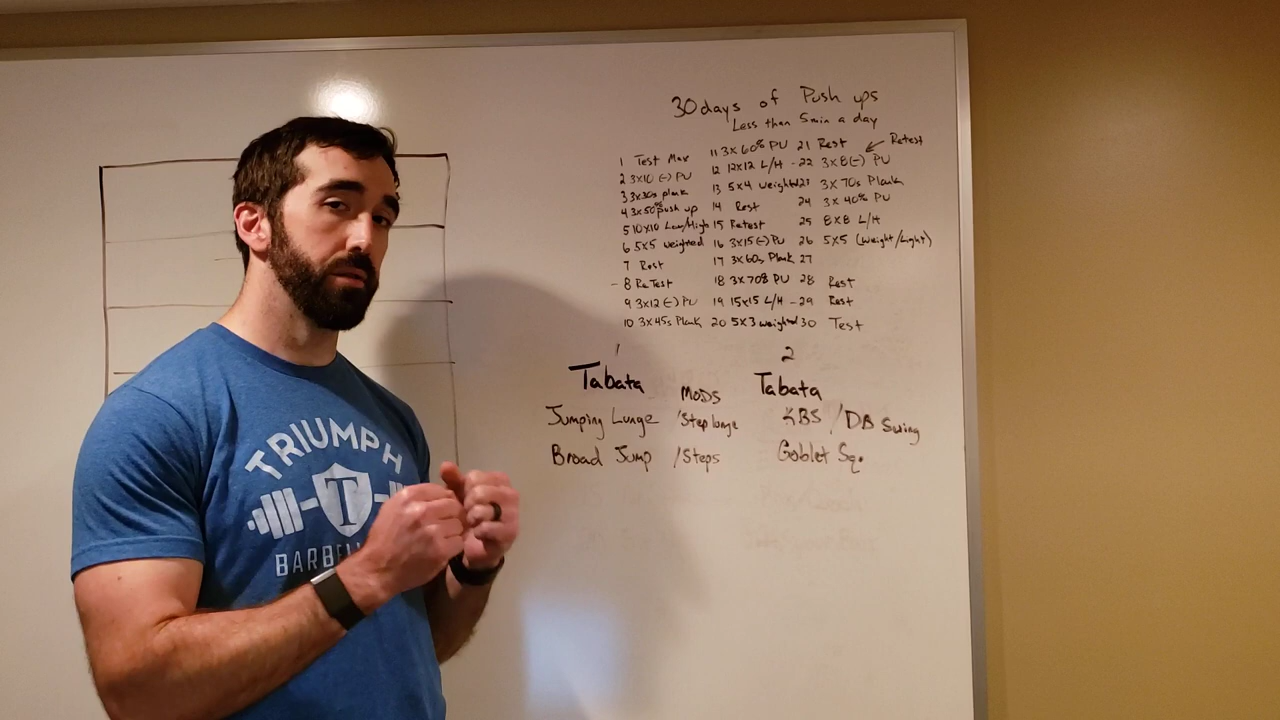 TRIUMPH
T
BARBELL
30 days of Push ups
Less than 5min a day
1 Test Max
2 3x10 (-) PU
3 3x30s plank
4 3x50% push up
5 10x10 Low/High
6 5x5 weighted
7 Rest
- 8 ReTest
9 3x12 (-) PU
10 3x45s Plank
11 3x60% PU
12 12x12 L/H
13 5x4 weighted
14 Rest
15 Retest
16 3x15 (-) PU
17 3x60s Plank
18 3x70% PU
19 15x15 L/H
20 5x3 weighted
21 Rest
Retest
- 22 3x8(-) PU
23 3x70s Plank
24 3x40% PU
25 8x8 L/H
26 5x5 (weight/Light)
27
28 Rest
- 29 Rest
30 Test
1
Tabata
MODS
Jumping Lunge /Step lunge
Broad Jump /Steps
2
Tabata
KBS / DB Swing
Goblet Sq.